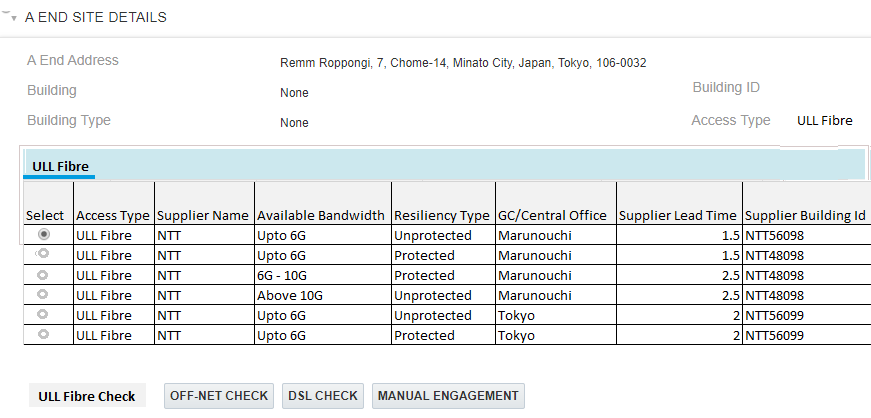 A END SITE DETAILS
A End Address Remm Roppongi, 7, Chome-14, Minato City, Japan, Tokyo, 106-0032
Building None Building ID
Building Type None Access Type ULL Fibre
ULL Fibre
Select Access Type Supplier Name Available Bandwidth Resiliency Type GC/Central Office Supplier Lead Time Supplier Building Id
ULL Fibre NTT Upto 6G Unprotected Marunouchi 1.5 NTT56098
ULL Fibre NTT Upto 6G Protected Marunouchi 1.5 NTT48098
ULL Fibre NTT 6G - 10G Protected Marunouchi 2.5 NTT48098
ULL Fibre NTT Above 10G Unprotected Marunouchi 2.5 NTT48098
ULL Fibre NTT Upto 6G Unprotected Tokyo 2 NTT56099
ULL Fibre NTT Upto 6G Protected Tokyo 2 NTT56099
ULL Fibre Check OFF-NET CHECK DSL CHECK MANUAL ENGAGEMENT